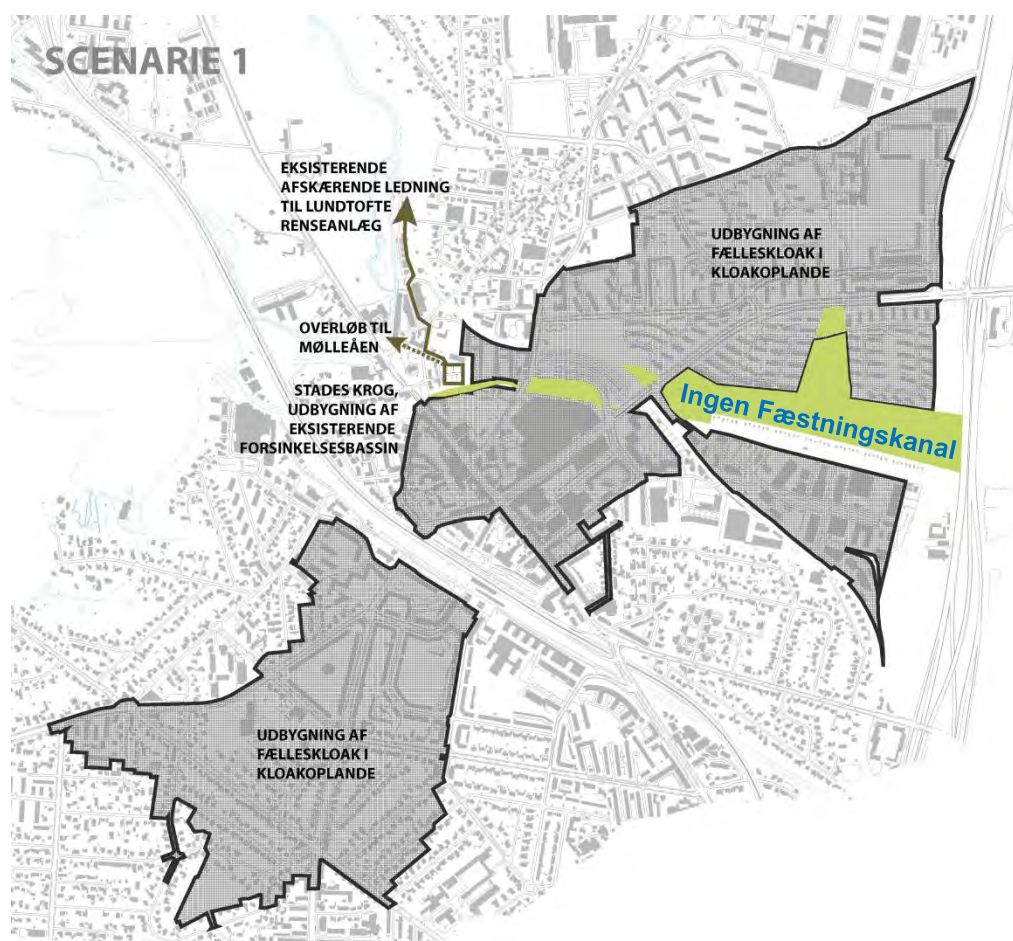 SCENARIE 1
EKSISTERENDE
AFSKÆRENDE LEDNING
TIL LUNDTOFTE
RENSEANLÆG
UDBYGNING AF
FÆLLESKLOAK I
KLOAKOPLANDE
OVERLØB TIL
MØLLEÅEN
STADES KROG,
UDBYGNING AF
EKSISTERENDE
FORSINKELSESBASSIN
Ingen Fæstningskanal
UDBYGNING AF
FÆLLESKLOAK I
KLOAKOPLANDE